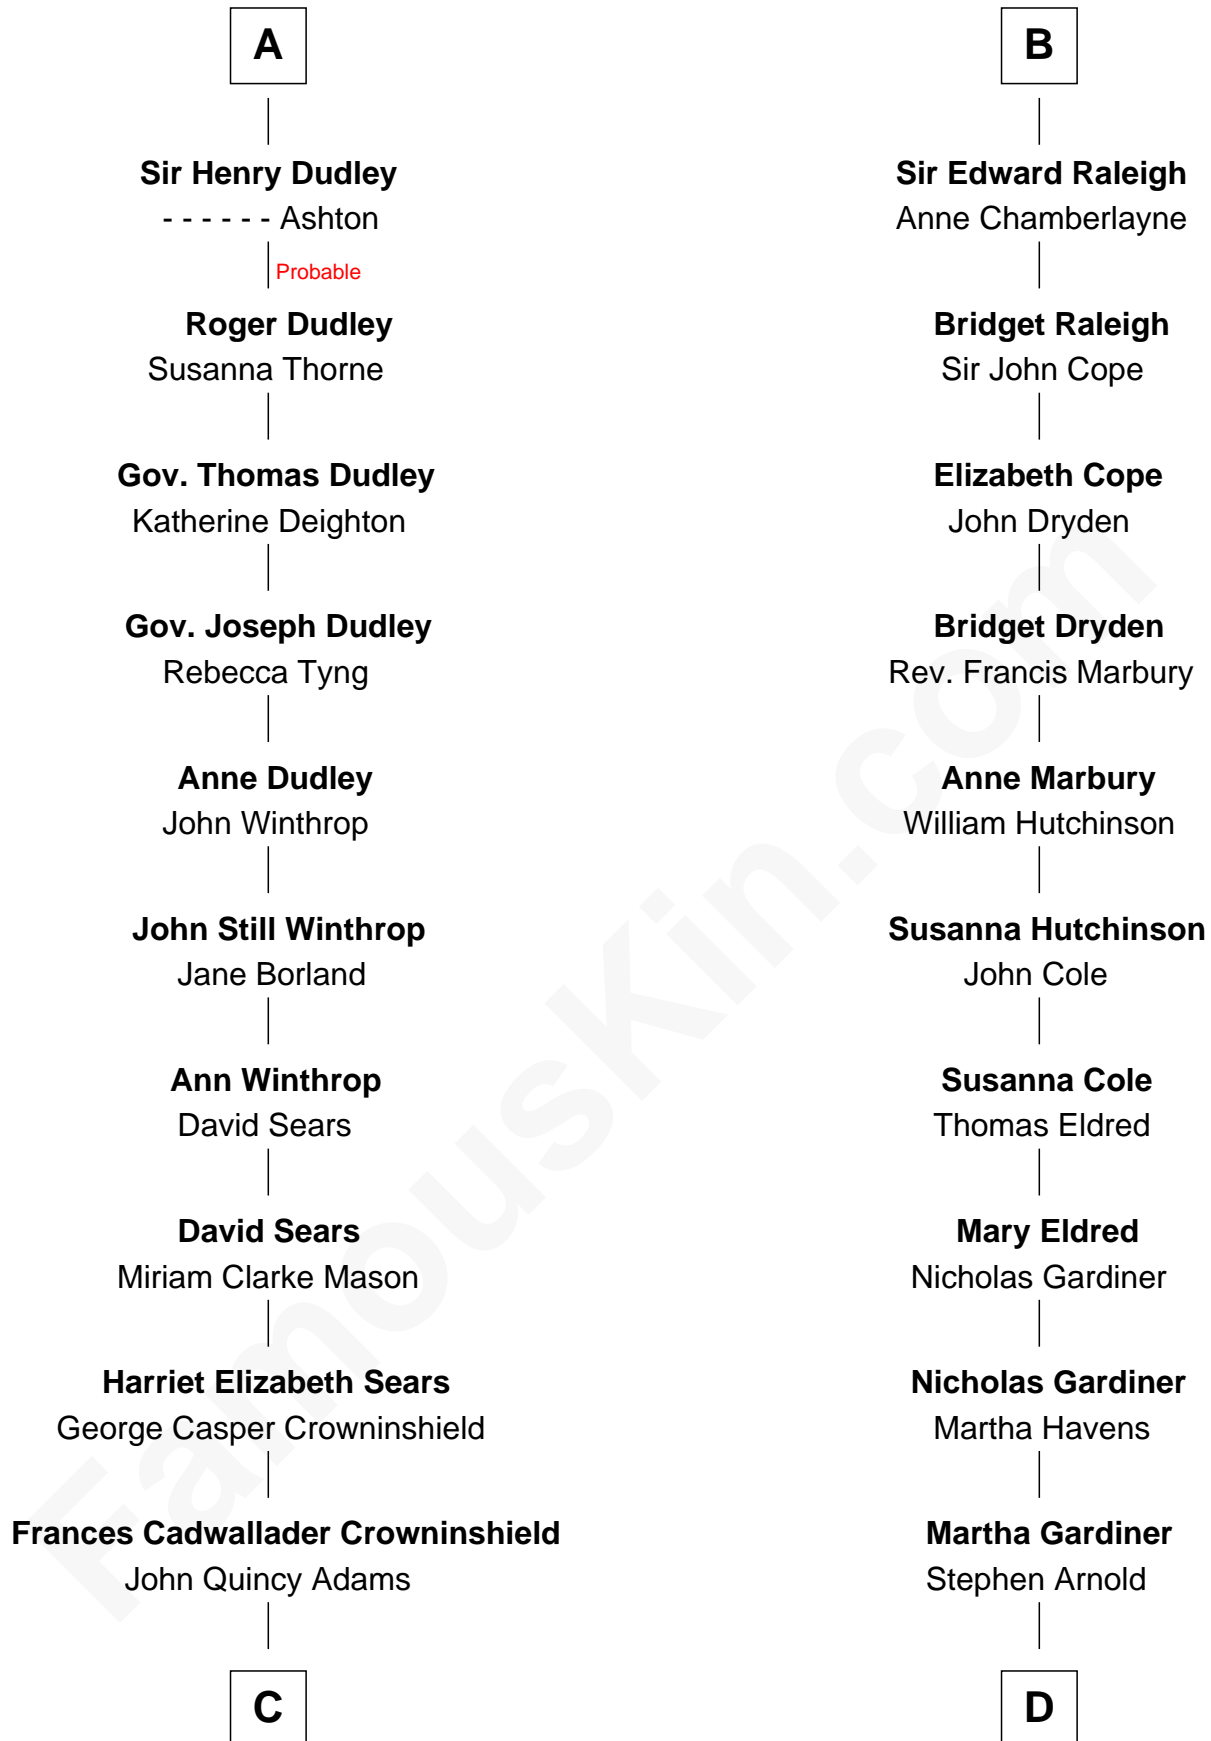 A
Sir Henry Dudley
- - - - - - Ashton
Probable
Roger Dudley
Susanna Thorne
Gov. Thomas Dudley
Katherine Deighton
Gov. Joseph Dudley
Rebecca Tyng
Anne Dudley
John Winthrop
John Still Winthrop
Jane Borland
Ann Winthrop
David Sears
David Sears
Miriam Clarke Mason
Harriet Elizabeth Sears
George Casper Crowninshield
Frances Cadwallader Crowninshield
John Quincy Adams
C
B
Sir Edward Raleigh
Anne Chamberlayne
Bridget Raleigh
Sir John Cope
Elizabeth Cope
John Dryden
Bridget Dryden
Rev. Francis Marbury
Anne Marbury
William Hutchinson
Susanna Hutchinson
John Cole
Susanna Cole
Thomas Eldred
Mary Eldred
Nicholas Gardiner
Nicholas Gardiner
Martha Havens
Martha Gardiner
Stephen Arnold
D
FamousKin.com